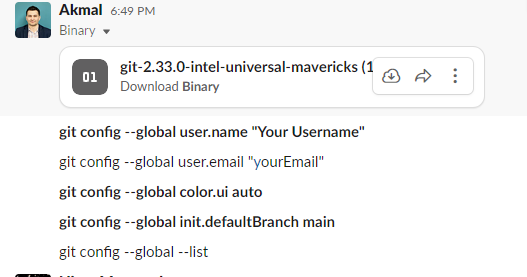 Akmal 6:49 PM
Binary
01 git-2.33.0-intel-universal-mavericks (1
Download Binary
git config --global user.name "Your Username"
git config --global user.email "yourEmail"
git config --global color.ui auto
git config --global init.defaultBranch main
git config --global --list